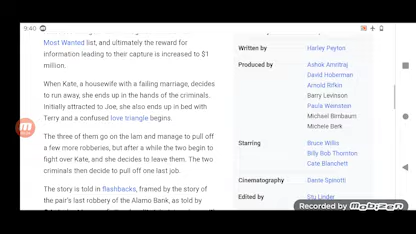 9:40
Most Wanted list, and ultimately the reward for
information leading to their capture is increased to $1
million.
When Kate, a housewife with a failing marriage, decides
to run away, she ends up in the hands of the criminals.
Initially attracted to Joe, she also ends up in bed with
Terry and a confused love triangle begins.
The three of them go on the lam and manage to pull off
a few more robberies, but after a while the two begin to
fight over Kate, and she decides to leave them. The two
criminals then decide to pull off one last job.
The story is told in flashbacks, framed by the story of
the pair's last robbery of the Alamo Bank, as told by
Written by Harley Peyton
Produced by Ashok Amritraj
David Hoberman
Arnold Rifkin
Barry Levinson
Paula Weinstein
Michael Birnbaum
Michele Berk
Starring Bruce Willis
Billy Bob Thornton
Cate Blanchett
Cinematography Dante Spinotti
Edited by Stu Linder
Recorded by Mobizen